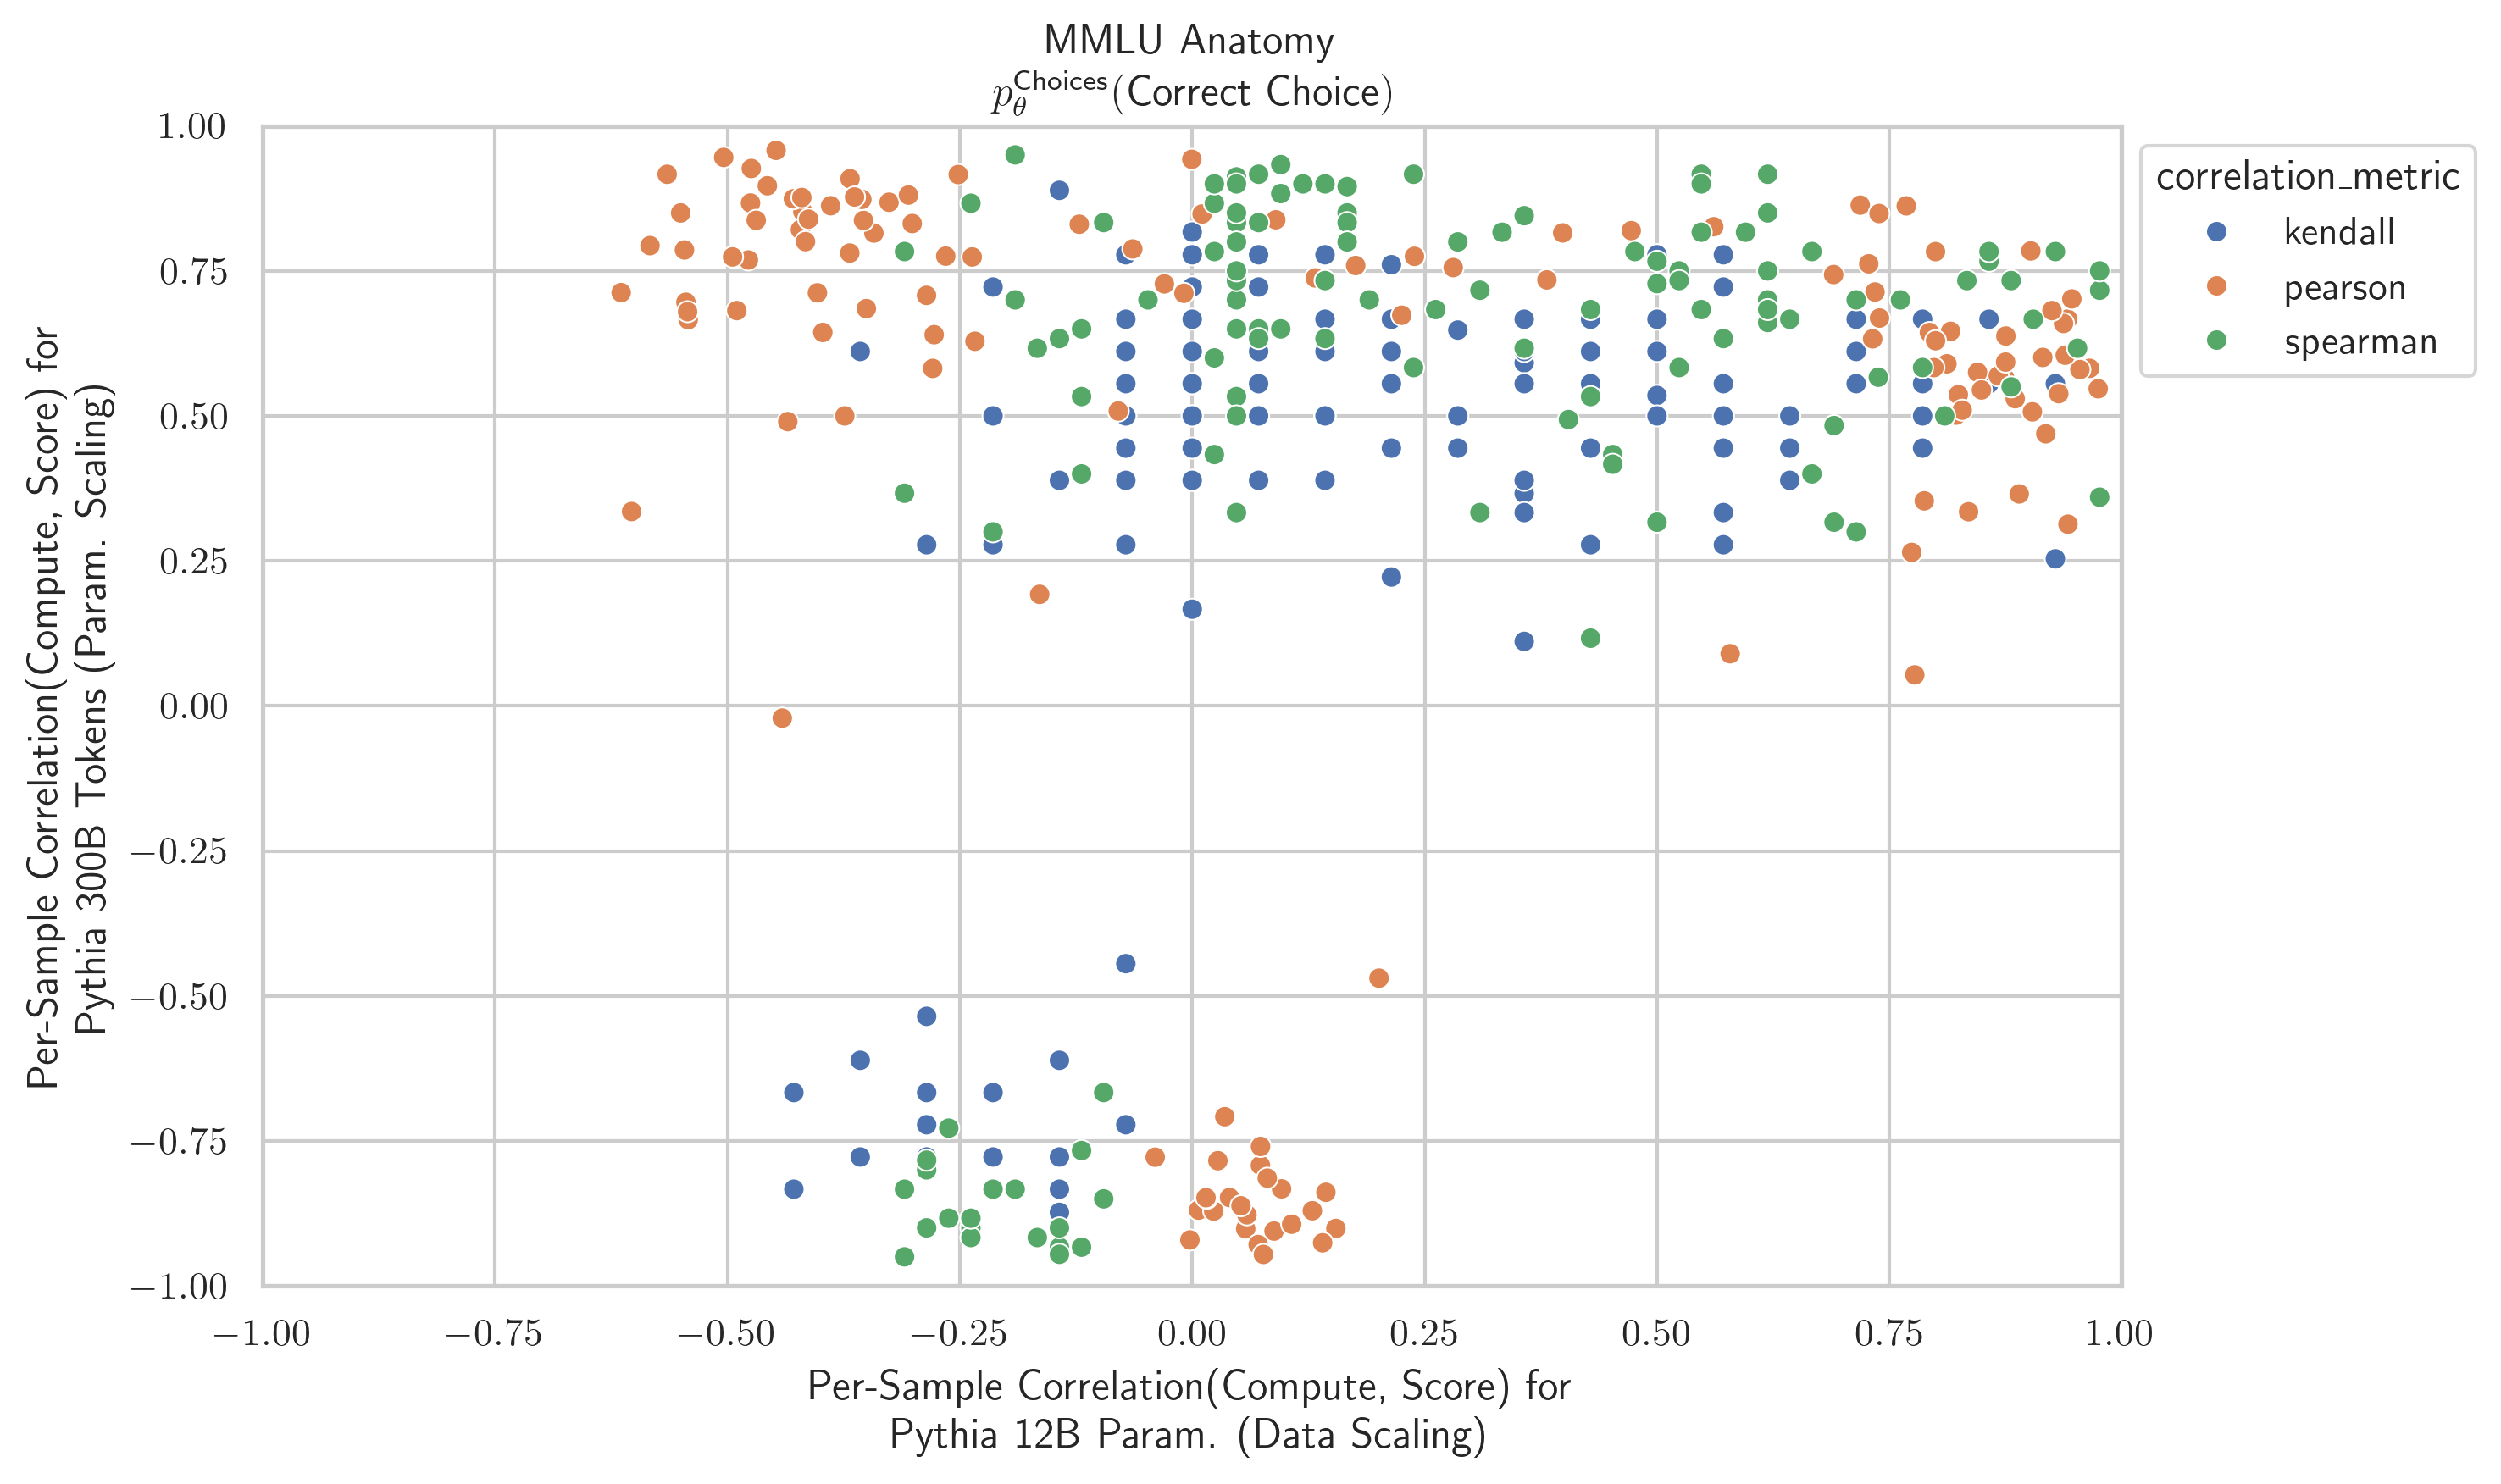 MMLU Anatomy
p_θ^Choices(Correct Choice)
1.00
0.75
0.50
0.25
0.00
−0.25
−0.50
−0.75
−1.00
Per-Sample Correlation(Compute, Score) for
Pythia 300B Tokens (Param. Scaling)
−1.00 −0.75 −0.50 −0.25 0.00 0.25 0.50 0.75 1.00
Per-Sample Correlation(Compute, Score) for
Pythia 12B Param. (Data Scaling)
correlation_metric
kendall
pearson
spearman